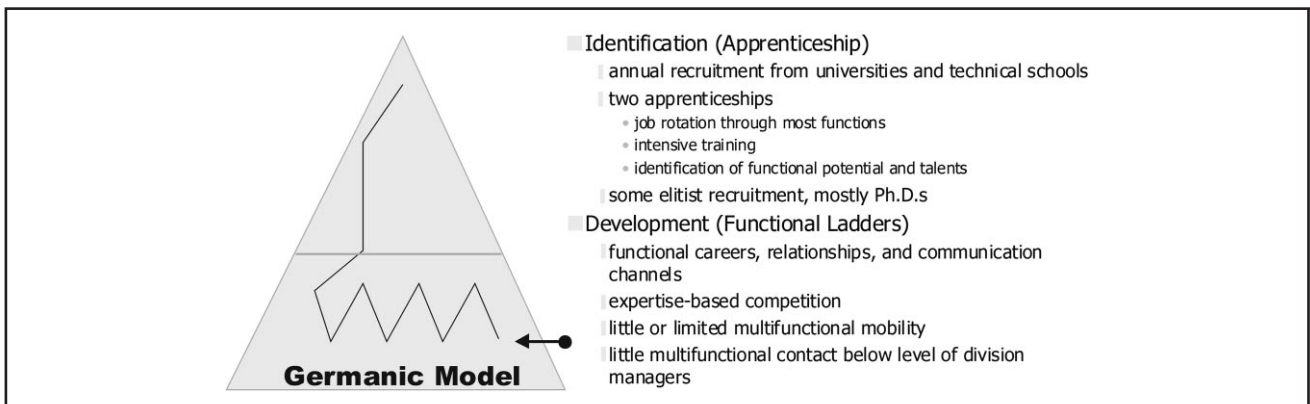 Identification (Apprenticeship)
annual recruitment from universities and technical schools
two apprenticeships
• job rotation through most functions
• intensive training
• identification of functional potential and talents
some elitist recruitment, mostly Ph.D.s
Development (Functional Ladders)
functional careers, relationships, and communication
channels
expertise-based competition
little or limited multifunctional mobility
little multifunctional contact below level of division
managers
Germanic Model